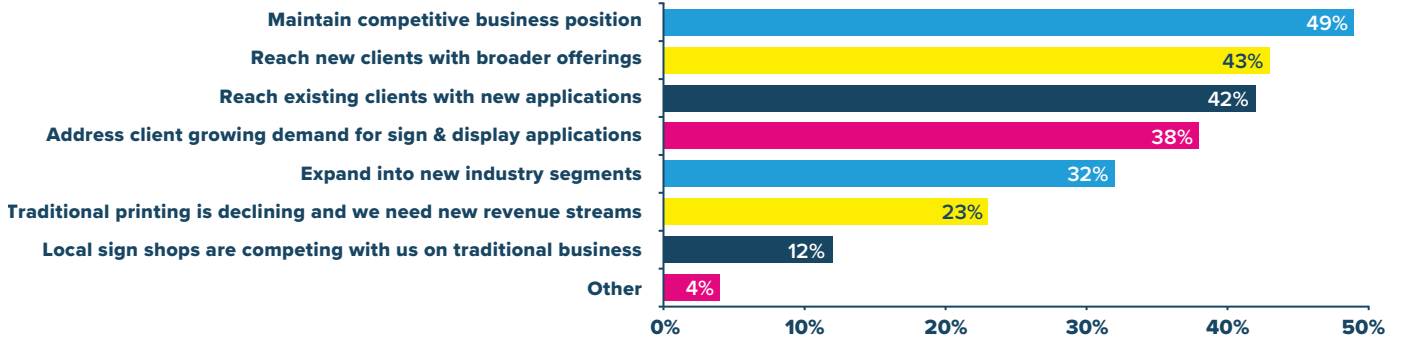 Maintain competitive business position 49%
Reach new clients with broader offerings 43%
Reach existing clients with new applications 42%
Address client growing demand for sign & display applications 38%
Expand into new industry segments 32%
Traditional printing is declining and we need new revenue streams 23%
Local sign shops are competing with us on traditional business 12%
Other 4%
0% 10% 20% 30% 40% 50%